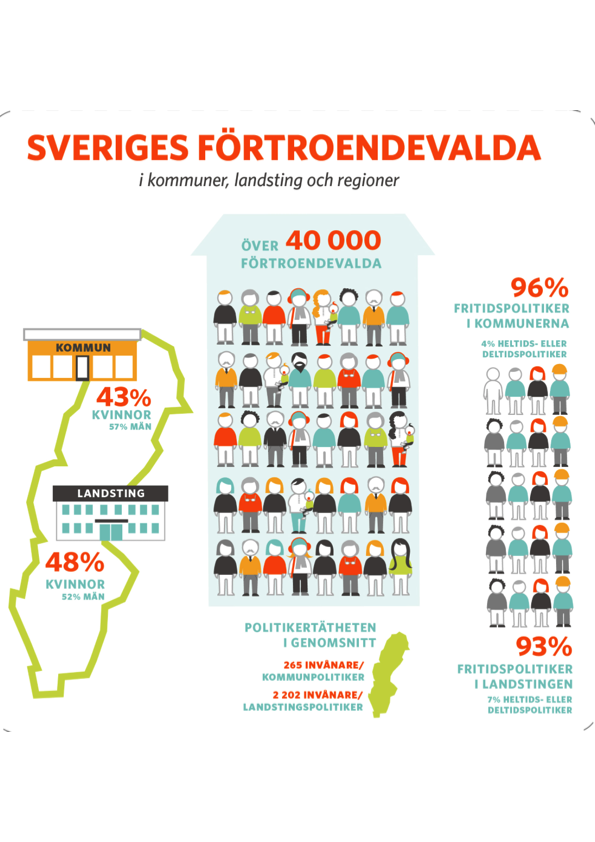 SVERIGES FÖRTROENDEVALDA
i kommuner, landsting och regioner
ÖVER 40 000
FÖRTROENDEVALDA
KOMMUN
43%
KVINNOR
57% MÄN
LANDSTING
48%
KVINNOR
52% MÄN
POLITIKERTÄTHETEN
I GENOMSNITT
265 INVÅNARE/
KOMMUNPOLITIKER
2 202 INVÅNARE/
LANDSTINGSPOLITIKER
96%
FRITIDSPOLITIKER
I KOMMUNERNA
4% HELTIDS- ELLER
DELTIDSPOLITIKER
93%
FRITIDSPOLITIKER
I LANDSTINGEN
7% HELTIDS- ELLER
DELTIDSPOLITIKER